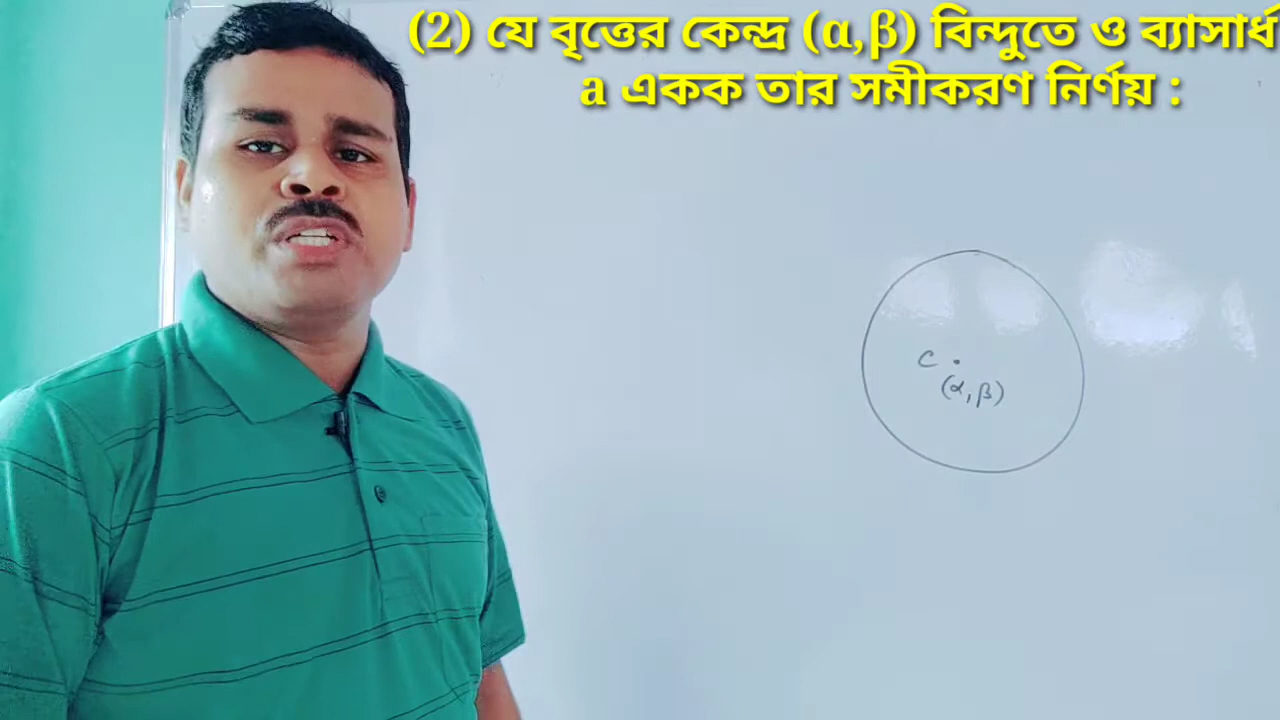 (2) যে বৃত্তের কেন্দ্র (α,β) বিন্দুতে ও ব্যাসার্ধ
a একক তার সমীকরণ নির্ণয় :
C
(α, β)